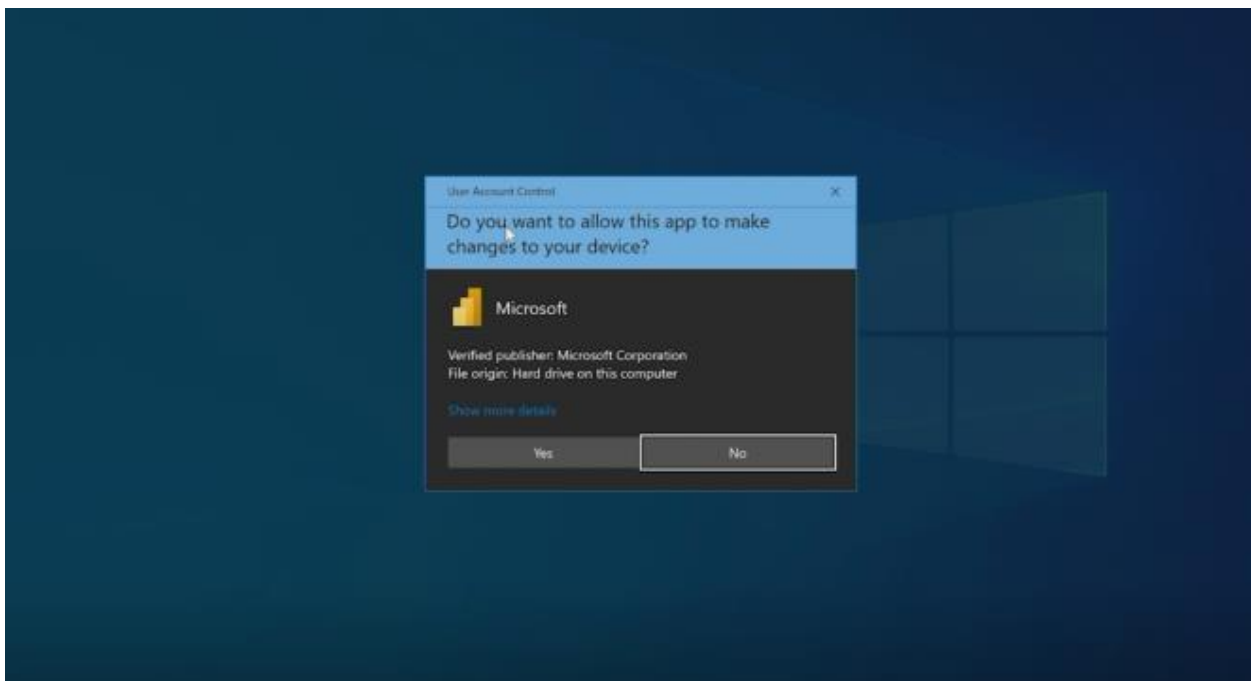 User Account Control
Do you want to allow this app to make
changes to your device?
Microsoft
Verified publisher: Microsoft Corporation
File origin: Hard drive on this computer
Show more details
Yes
No